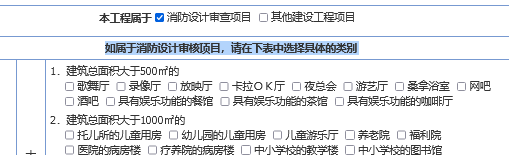 本工程属于 消防设计审查项目 其他建设工程项目
如属于消防设计审核项目，请在下表中选择具体的类别
1. 建筑总面积大于500㎡的
歌舞厅 录像厅 放映厅 卡拉ＯＫ厅 夜总会 游艺厅 桑拿浴室 网吧
酒吧 具有娱乐功能的餐馆 具有娱乐功能的茶馆 具有娱乐功能的咖啡厅
2. 建筑总面积大于1000㎡的
托儿所的儿童用房 幼儿园的儿童用房 儿童游乐厅 养老院 福利院
医院的病房楼 疗养院的病房楼 中小学校的教学楼 中小学校的图书馆